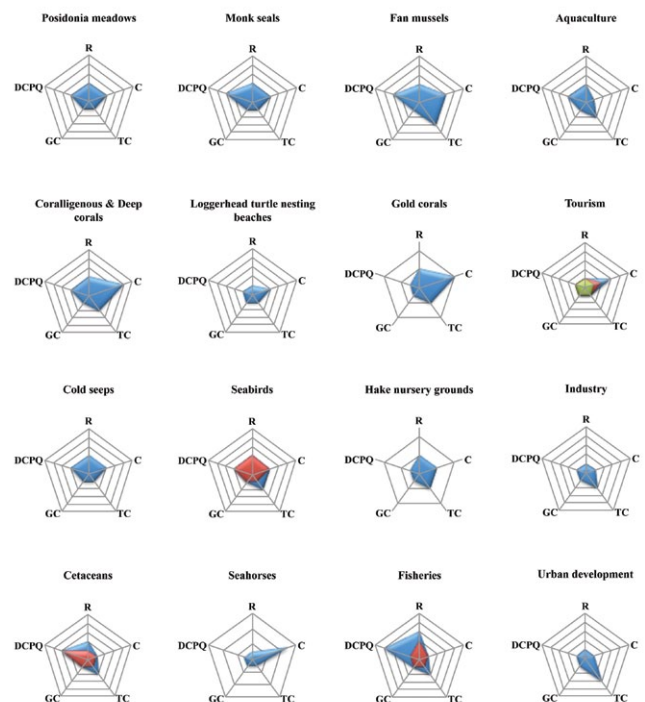 Posidonia meadows
R
DCPQ
C
GC
TC
Monk seals
R
DCPQ
C
GC
TC
Fan mussels
R
DCPQ
C
GC
TC
Aquaculture
R
DCPQ
C
GC
TC
Coralligenous & Deep
corals
R
DCPQ
C
GC
TC
Loggerhead turtle nesting
beaches
R
DCPQ
C
GC
TC
Gold corals
R
DCPQ
C
GC
TC
Tourism
R
DCPQ
C
GC
TC
Cold seeps
R
DCPQ
C
GC
TC
Seabirds
R
DCPQ
C
GC
TC
Hake nursery grounds
R
DCPQ
C
GC
TC
Industry
R
DCPQ
C
GC
TC
Cetaceans
R
DCPQ
C
GC
TC
Seahorses
R
DCPQ
C
GC
TC
Fisheries
R
DCPQ
C
GC
TC
Urban development
R
DCPQ
C
GC
TC